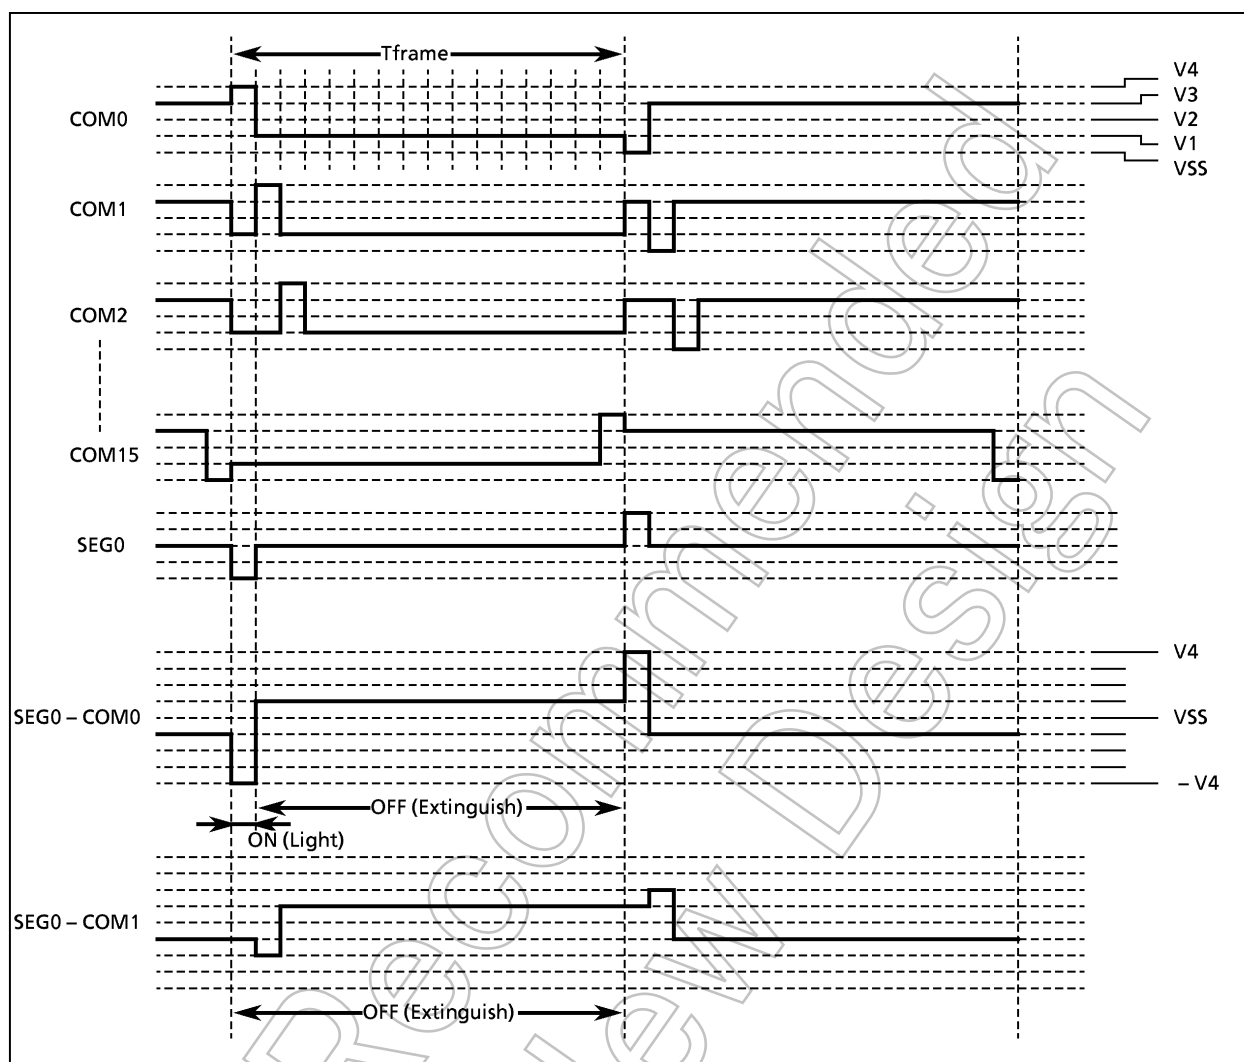 Tframe
V4
V3
COM0
V2
V1
VSS
COM1
COM2
COM15
SEG0
V4
SEG0 – COM0
VSS
– V4
OFF (Extinguish)
ON (Light)
SEG0 – COM1
OFF (Extinguish)
Recommended
Design